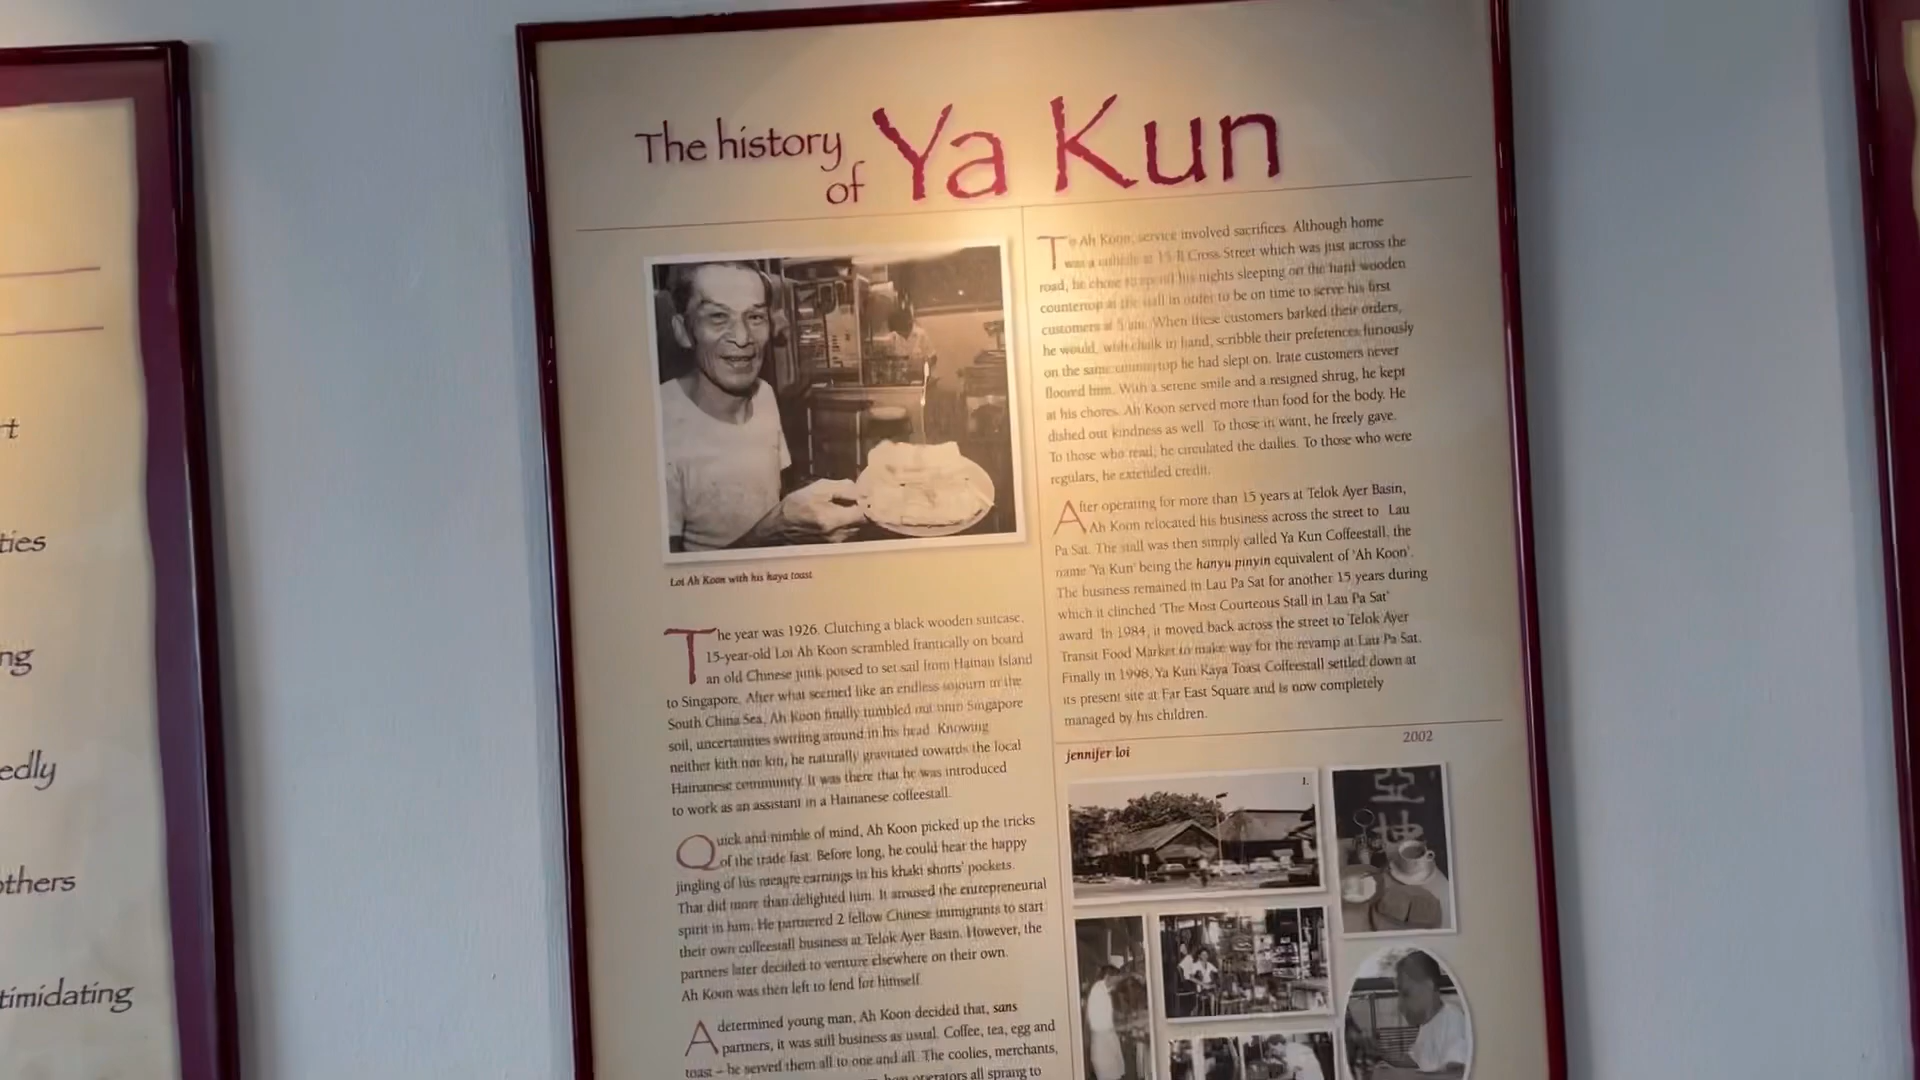 The history
of
Ya Kun
Loi Ah Koon with his kaya toast
The year was 1926. Clutching a black wooden suitcase,
15-year-old Loi Ah Koon scrambled frantically on board
an old Chinese junk poised to set sail from Hainan Island
to Singapore. After what seemed like an endless sojourn in the
South China Sea, Ah Koon finally tumbled out onto Singapore
soil, uncertainties swirling around in his head. Knowing
neither kith nor kin, he naturally gravitated towards the local
Hainanese community. It was there that he was introduced
to work as an assistant in a Hainanese coffeestall.
Quick and nimble of mind, Ah Koon picked up the tricks
of the trade fast. Before long, he could hear the happy
jingling of his meagre earnings in his khaki shorts' pockets.
That did more than delighted him. It aroused the entrepreneurial
spirit in him. He partnered 2 fellow Chinese immigrants to start
their own coffeestall business at Telok Ayer Basin. However, the
partners later decided to venture elsewhere on their own.
Ah Koon was then left to fend for himself.
A determined young man, Ah Koon decided that, sans
partners, it was still business as usual. Coffee, tea, egg and
toast – he served them all to one and all. The coolies, merchants,
operators all sprang to
To Ah Koon, service involved sacrifices. Although home
was a cubicle at 15-B Cross Street which was just across the
road, he chose to spend his nights sleeping on the hard wooden
countertop at the stall in order to be on time to serve his first
customers at 5 am. When these customers barked their orders,
he would, with chalk in hand, scribble their preferences furiously
on the same countertop he had slept on. Irate customers never
floored him. With a serene smile and a resigned shrug, he kept
at his chores. Ah Koon served more than food for the body. He
dished out kindness as well. To those in want, he freely gave.
To those who read, he circulated the dailies. To those who were
regulars, he extended credit.
After operating for more than 15 years at Telok Ayer Basin,
Ah Koon relocated his business across the street to Lau
Pa Sat. The stall was then simply called Ya Kun Coffeestall, the
name 'Ya Kun' being the hanyu pinyin equivalent of 'Ah Koon'.
The business remained in Lau Pa Sat for another 15 years during
which it clinched 'The Most Courteous Stall in Lau Pa Sat'
award. In 1984, it moved back across the street to Telok Ayer
Transit Food Market to make way for the revamp at Lau Pa Sat.
Finally in 1998, Ya Kun Kaya Toast Coffeestall settled down at
its present site at Far East Square and is now completely
managed by his children.
jennifer loi
2002
1.
亞
坤